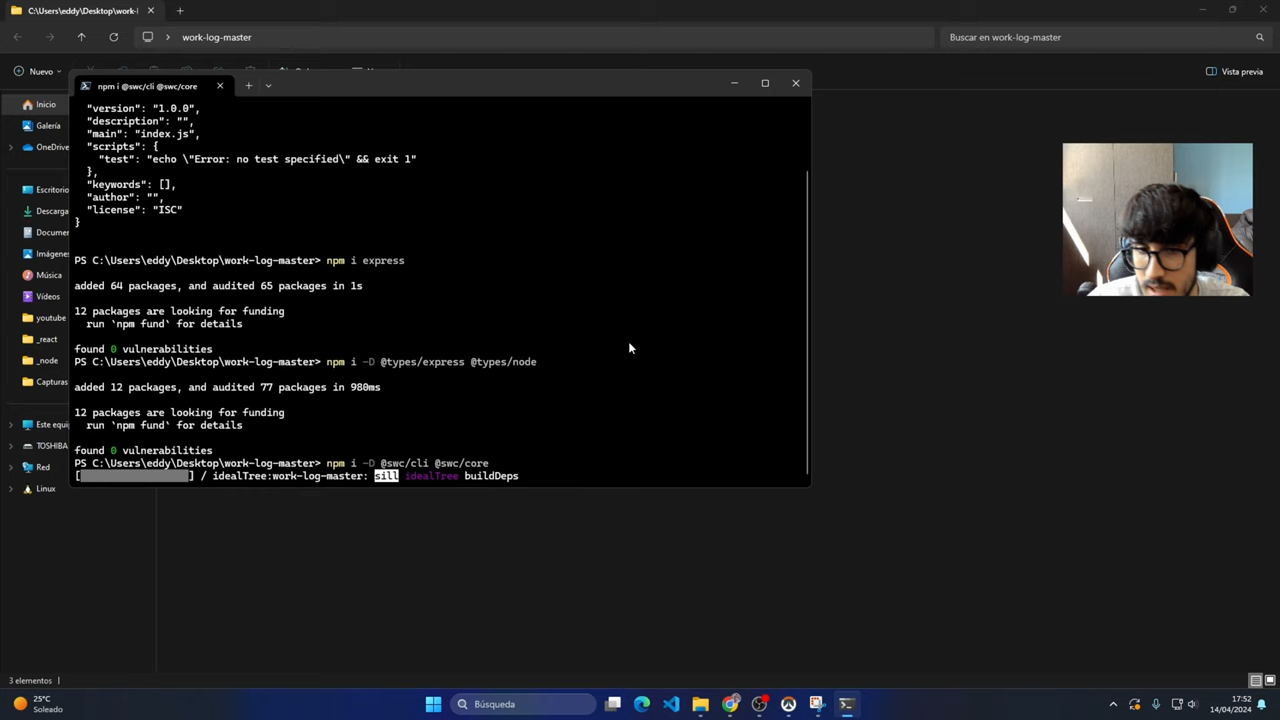 C:\Users\eddy\Desktop\work-l
work-log-master
Buscar en work-log-master
Nuevo
Vista previa
Inicio
Galería
OneDrive
Escritorio
Descarga
Documen
Imágenes
Música
Vídeos
youtube
_react
_node
Capturas
Este equip
TOSHIBA
Red
Linux
npm i @swc/cli @swc/core
"version": "1.0.0",
"description": "",
"main": "index.js",
"scripts": {
"test": "echo \"Error: no test specified\" && exit 1"
},
"keywords": [],
"author": "",
"license": "ISC"
}
PS C:\Users\eddy\Desktop\work-log-master> npm i express
added 64 packages, and audited 65 packages in 1s
12 packages are looking for funding
run `npm fund` for details
found 0 vulnerabilities
PS C:\Users\eddy\Desktop\work-log-master> npm i -D @types/express @types/node
added 12 packages, and audited 77 packages in 980ms
12 packages are looking for funding
run `npm fund` for details
found 0 vulnerabilities
PS C:\Users\eddy\Desktop\work-log-master> npm i -D @swc/cli @swc/core
[ ] / idealTree:work-log-master: sill idealTree buildDeps
3 elementos
25°C
Soleado
Búsqueda
17:52
14/04/2024